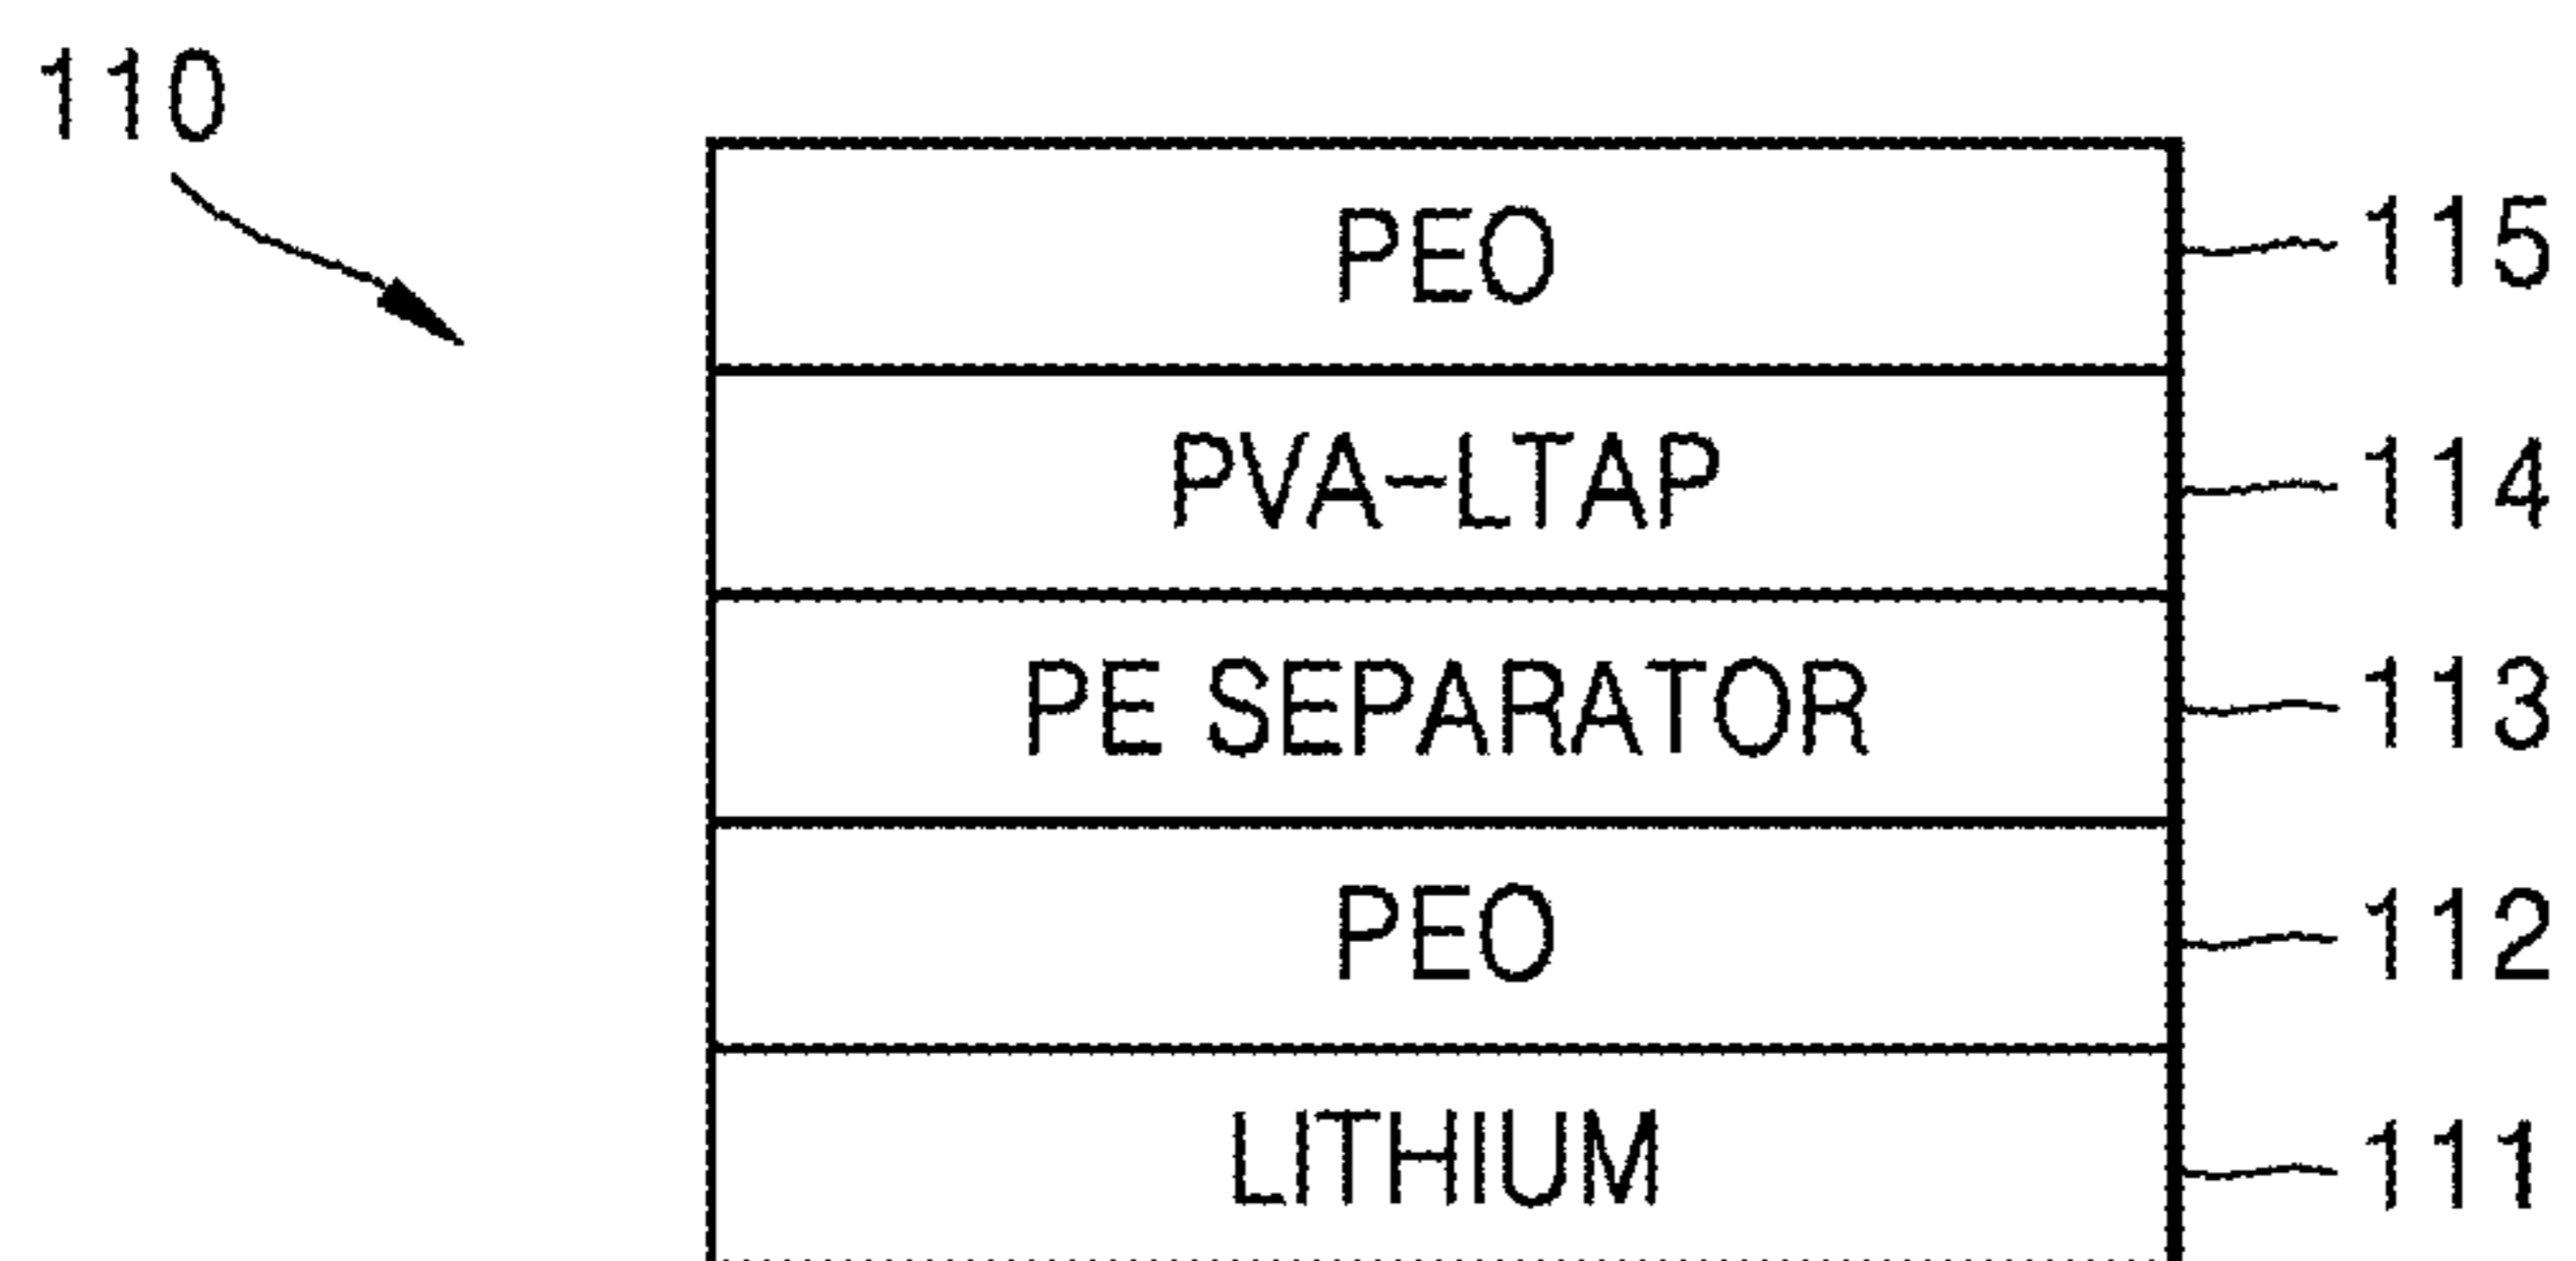 110
PEO 115
PVA-LTAP 114
PE SEPARATOR 113
PEO 112
LITHIUM 111